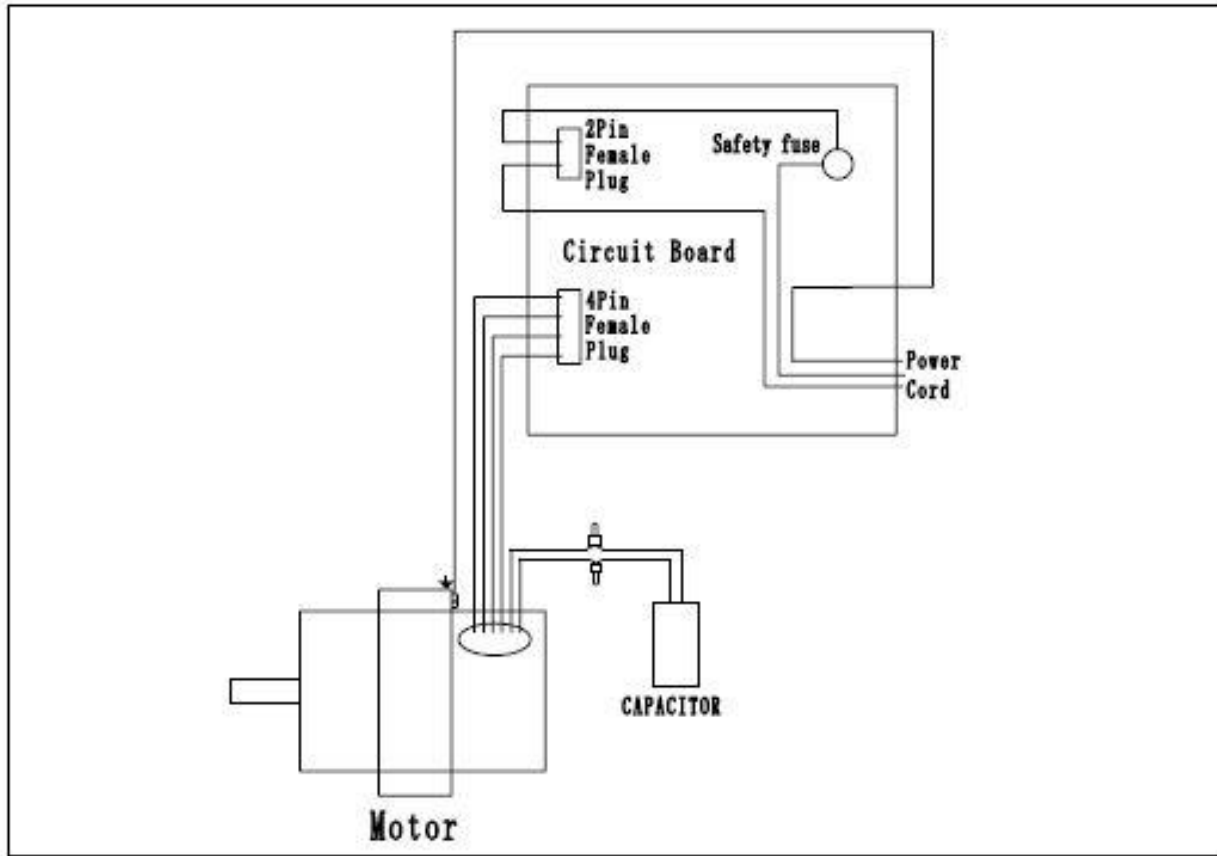 2Pin
Female
Plug
Safety fuse
Circuit Board
4Pin
Female
Plug
Power
Cord
CAPACITOR
Motor